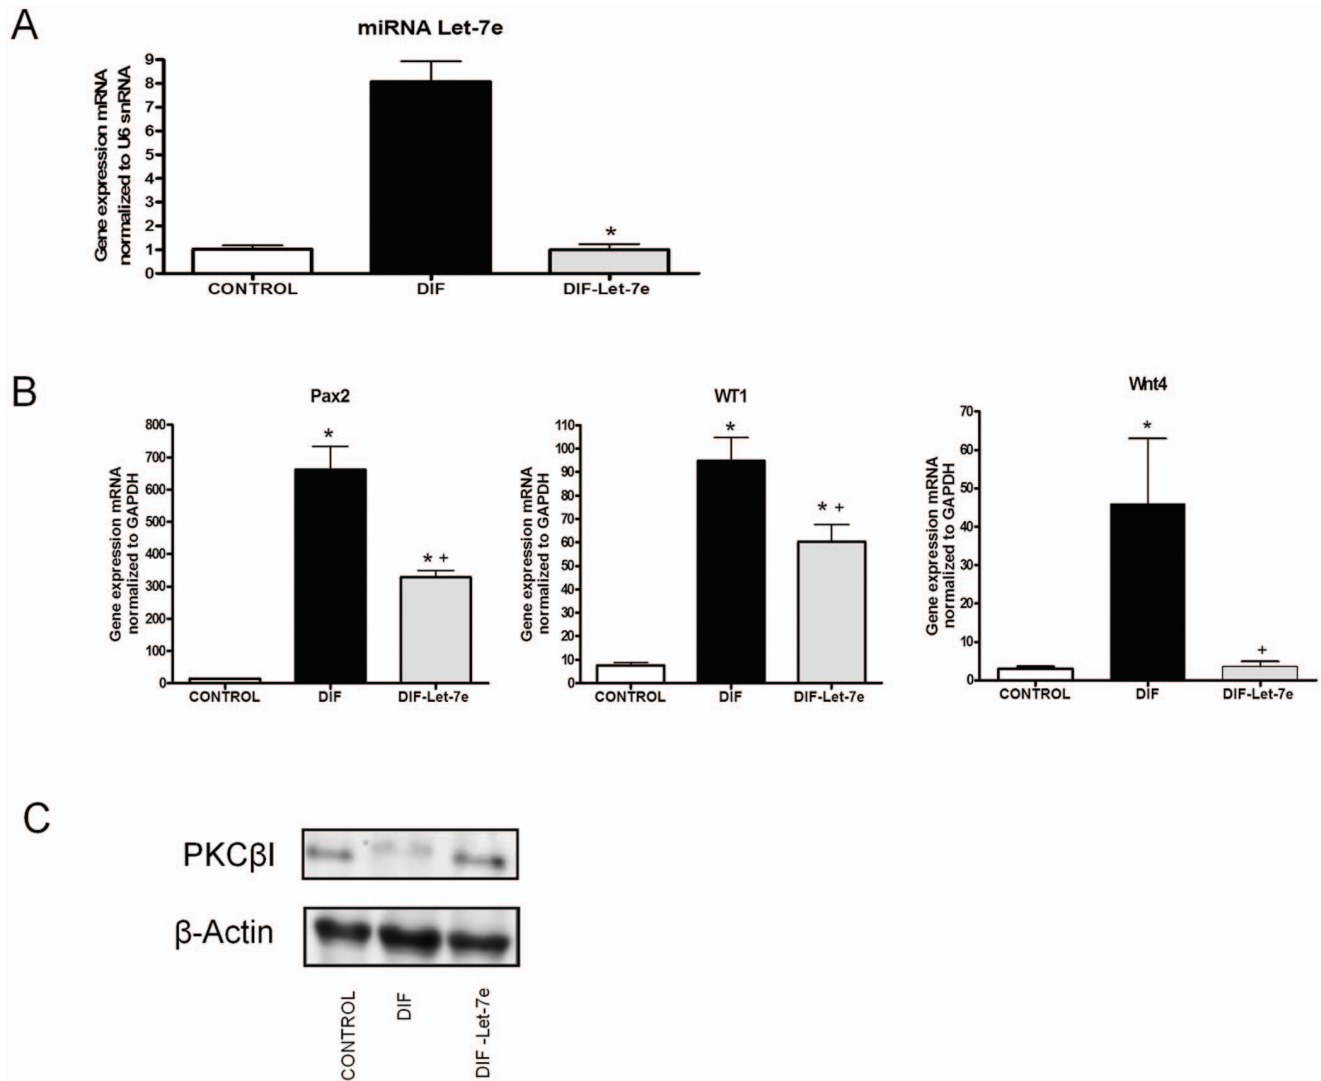 A
miRNA Let-7e
Gene expression mRNA
normalized to U6 snRNA
9
8
7
6
5
4
3
2
1
0
*
CONTROL DIF DIF-Let-7e
B
Pax2
Gene expression mRNA
normalized to GAPDH
800
700
600
500
400
300
200
100
0
*
* +
CONTROL DIF DIF-Let-7e
WT1
Gene expression mRNA
normalized to GAPDH
110
100
90
80
70
60
50
40
30
20
10
0
*
* +
CONTROL DIF DIF-Let-7e
Wnt4
Gene expression mRNA
normalized to GAPDH
70
60
50
40
30
20
10
0
*
+
CONTROL DIF DIF-Let-7e
C
PKCβI
β-Actin
CONTROL
DIF
DIF -Let-7e